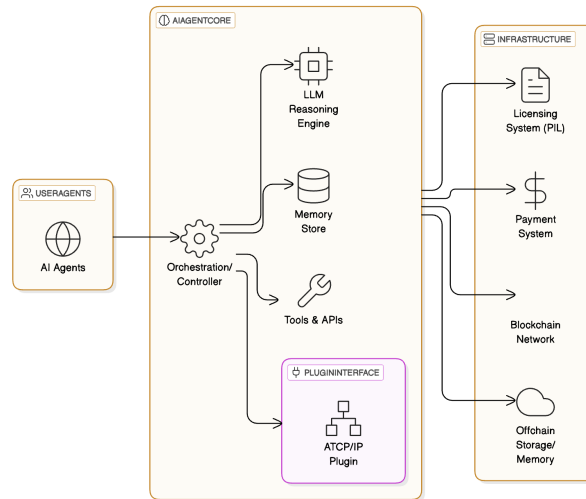 AIAGENTCORE
INFRASTRUCTURE
LLM
Reasoning
Engine
Licensing
System (PIL)
USERAGENTS
AI Agents
Orchestration/
Controller
Memory
Store
Payment
System
Tools & APIs
Blockchain
Network
PLUGININTERFACE
ATCP/IP
Plugin
Offchain
Storage/
Memory